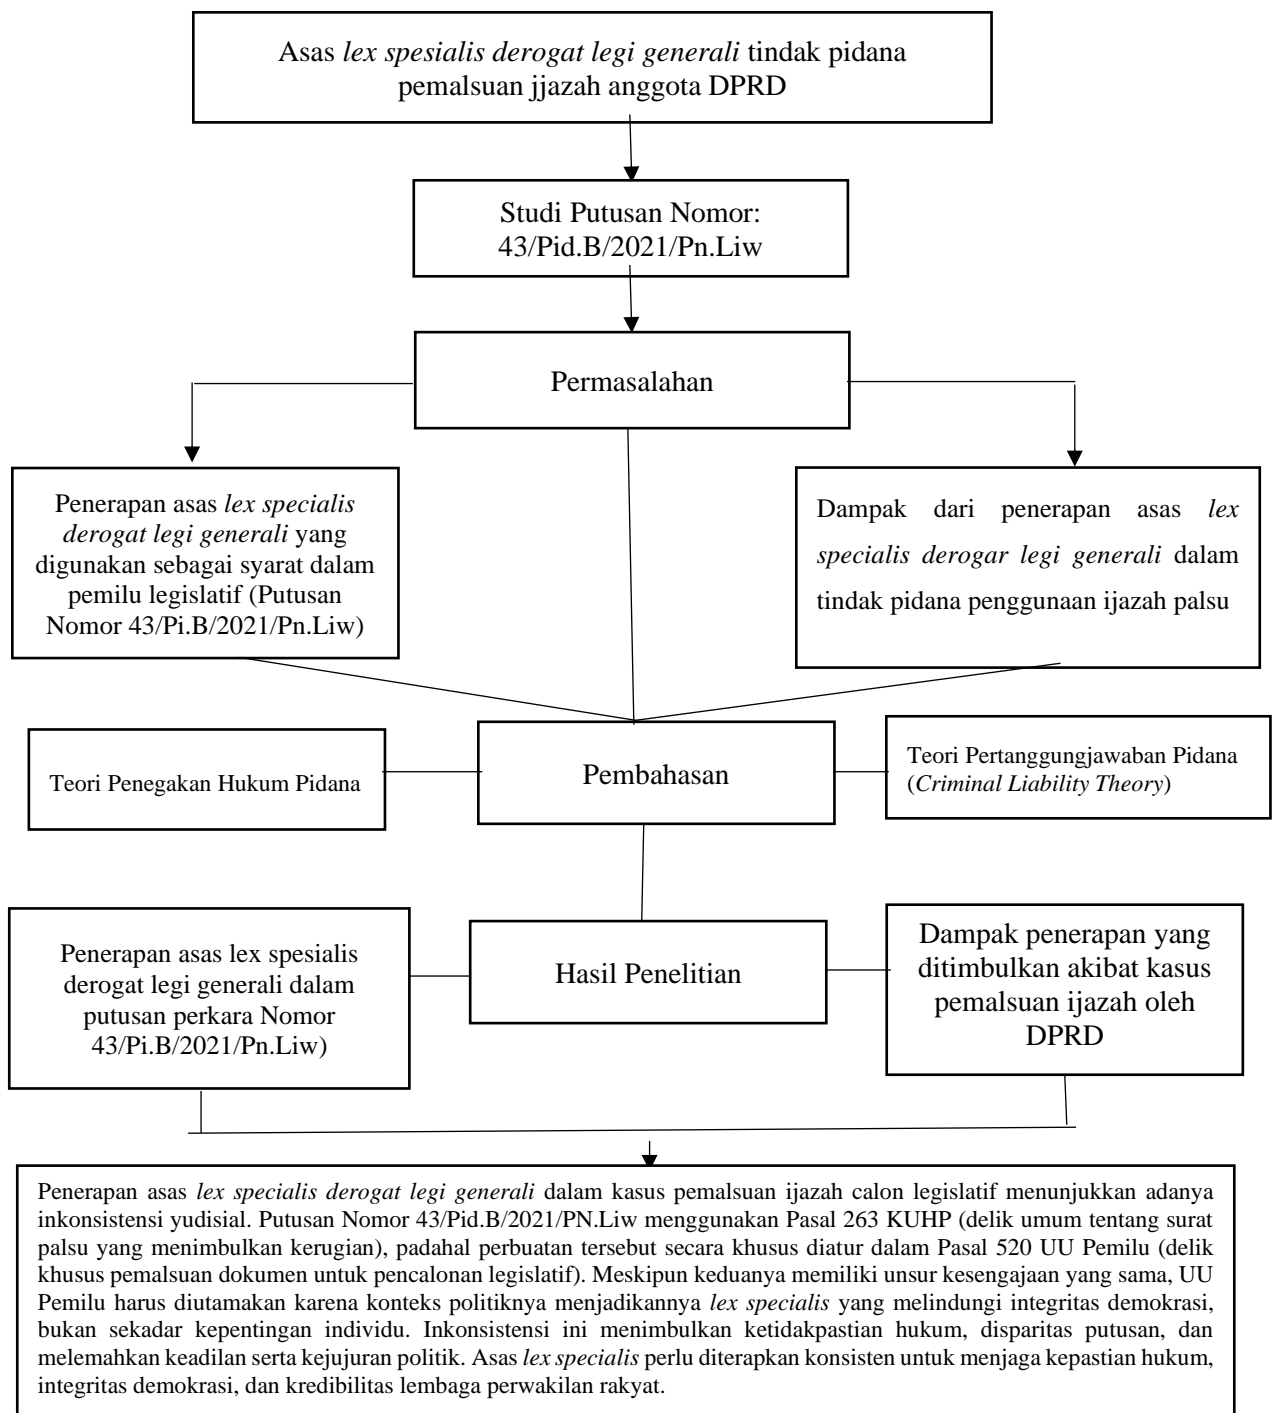 Asas lex spesialis derogat legi generali tindak pidana
pemalsuan jjazah anggota DPRD
Studi Putusan Nomor:
43/Pid.B/2021/Pn.Liw
Permasalahan
Penerapan asas lex specialis
derogat legi generali yang
digunakan sebagai syarat dalam
pemilu legislatif (Putusan
Nomor 43/Pi.B/2021/Pn.Liw)
Dampak dari penerapan asas lex
specialis derogar legi generali dalam
tindak pidana penggunaan ijazah palsu
Teori Penegakan Hukum Pidana
Pembahasan
Teori Pertanggungjawaban Pidana
(Criminal Liability Theory)
Penerapan asas lex spesialis
derogat legi generali dalam
putusan perkara Nomor
43/Pi.B/2021/Pn.Liw)
Hasil Penelitian
Dampak penerapan yang
ditimbulkan akibat kasus
pemalsuan ijazah oleh
DPRD
Penerapan asas lex specialis derogat legi generali dalam kasus pemalsuan ijazah calon legislatif menunjukkan adanya
inkonsistensi yudisial. Putusan Nomor 43/Pid.B/2021/PN.Liw menggunakan Pasal 263 KUHP (delik umum tentang surat
palsu yang menimbulkan kerugian), padahal perbuatan tersebut secara khusus diatur dalam Pasal 520 UU Pemilu (delik
khusus pemalsuan dokumen untuk pencalonan legislatif). Meskipun keduanya memiliki unsur kesengajaan yang sama, UU
Pemilu harus diutamakan karena konteks politiknya menjadikannya lex specialis yang melindungi integritas demokrasi,
bukan sekadar kepentingan individu. Inkonsistensi ini menimbulkan ketidakpastian hukum, disparitas putusan, dan
melemahkan keadilan serta kejujuran politik. Asas lex specialis perlu diterapkan konsisten untuk menjaga kepastian hukum,
integritas demokrasi, dan kredibilitas lembaga perwakilan rakyat.